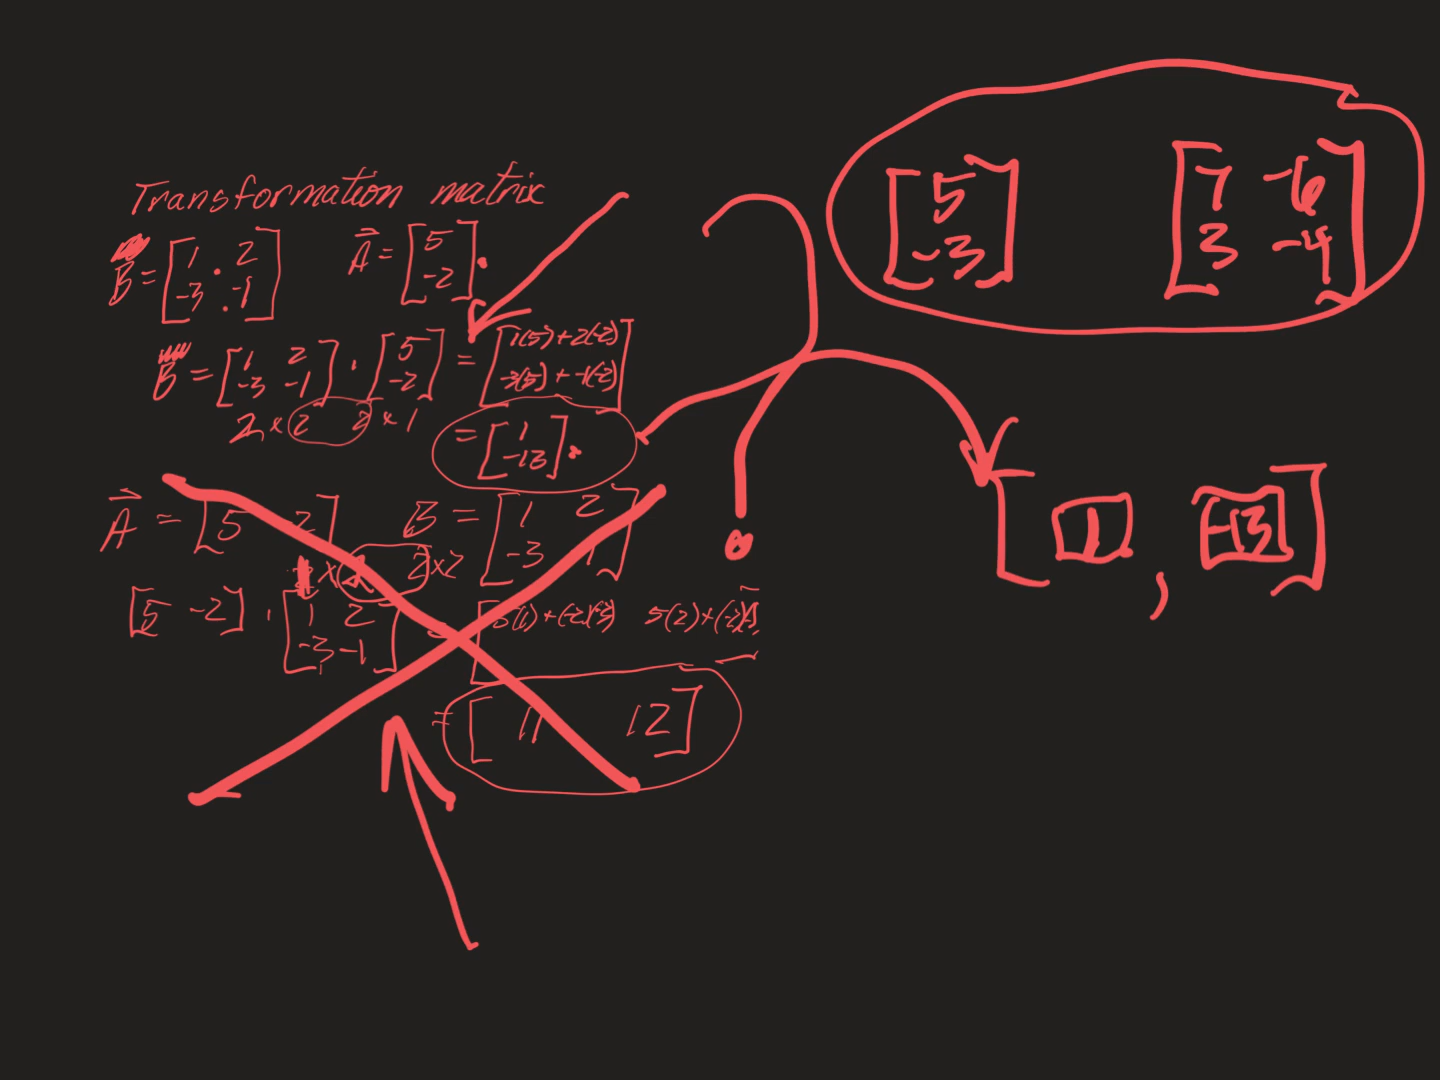 Transformation matrix
B = [1 2
-3 -1]
A = [5
-2]
B = [1 2
-3 -1] · [5
-2] = [1(5)+2(-2)
-3(5) + -1(-2)]
2×2 2×1
= [1
-13]
A = [5 2] B = [1 2
-3 1]
×2
[5 -2] · [1 2
-3 -1]
5(2)+(-2)
= [11 12]
?
[5
-3]
[7 -6
3 -4]
[1 , -13]